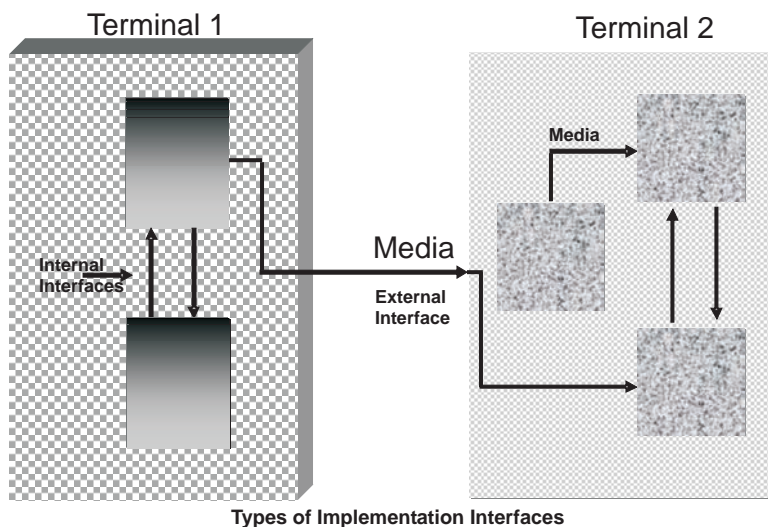 Terminal 1
Terminal 2
Media
Internal
Interfaces
Media
External
Interface
Types of Implementation Interfaces